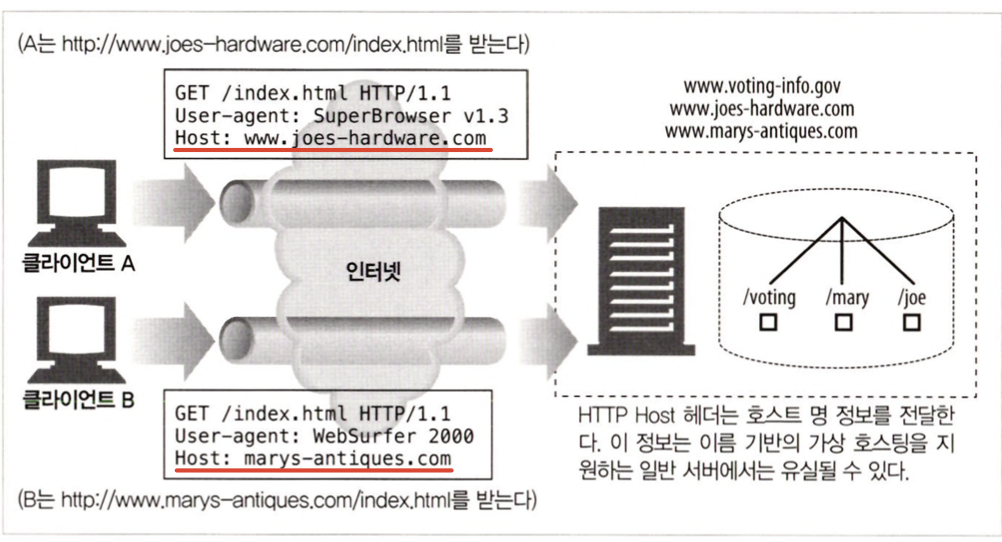 (A는 http://www.joes-hardware.com/index.html를 받는다)
GET /index.html HTTP/1.1
User-agent: SuperBrowser v1.3
Host: www.joes-hardware.com
www.voting-info.gov
www.joes-hardware.com
www.marys-antiques.com
클라이언트 A
인터넷
/voting /mary /joe
클라이언트 B
GET /index.html HTTP/1.1
User-agent: WebSurfer 2000
Host: marys-antiques.com
HTTP Host 헤더는 호스트 명 정보를 전달한
다. 이 정보는 이름 기반의 가상 호스팅을 지
원하는 일반 서버에서는 유실될 수 있다.
(B는 http://www.marys-antiques.com/index.html를 받는다)